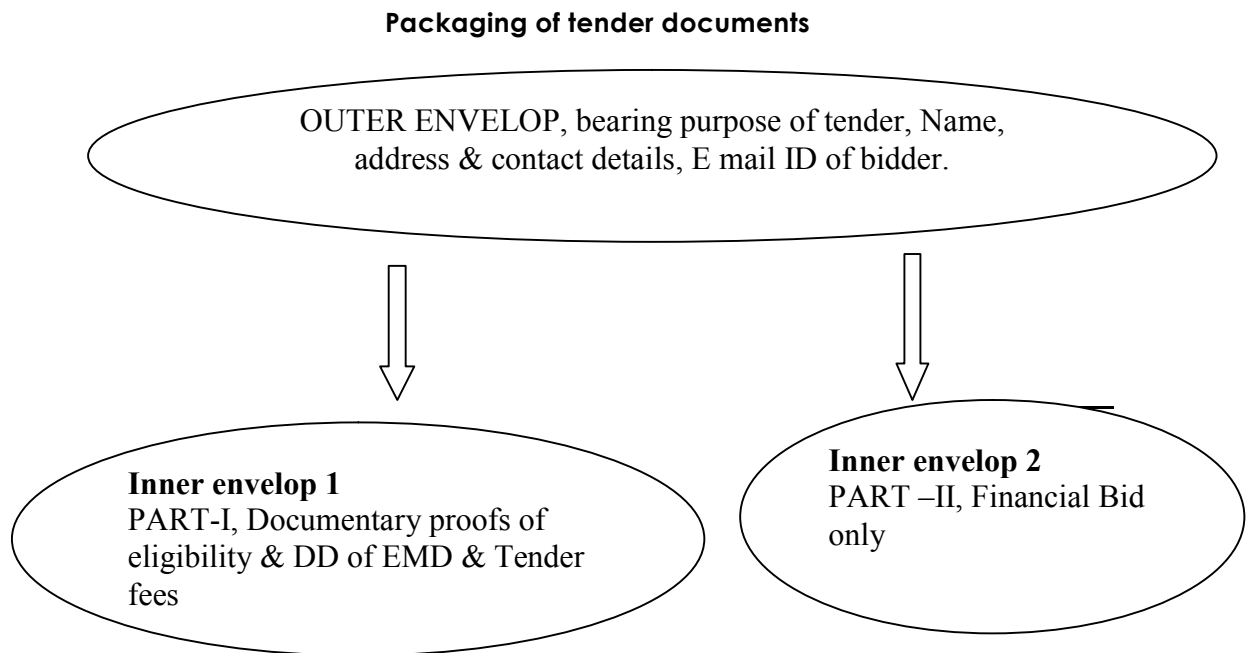 Packaging of tender documents
OUTER ENVELOP, bearing purpose of tender, Name,
address & contact details, E mail ID of bidder.
Inner envelop 1
PART-I, Documentary proofs of
eligibility & DD of EMD & Tender
fees
Inner envelop 2
PART –II, Financial Bid
only